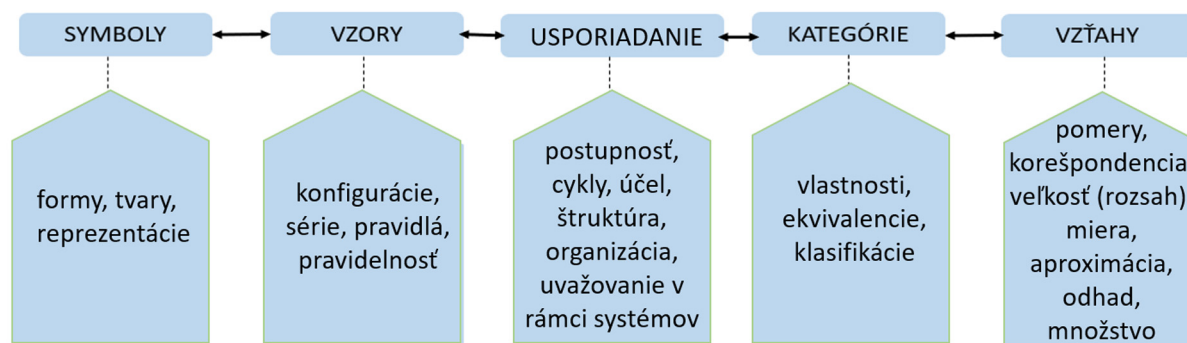 SYMBOLY
VZORY
USPORIADANIE
KATEGÓRIE
VZŤAHY
formy, tvary,
reprezentácie
konfigurácie,
série, pravidlá,
pravidelnosť
postupnosť,
cykly, účel,
štruktúra,
organizácia,
uvažovanie v
rámci systémov
vlastnosti,
ekvivalencie,
klasifikácie
pomery,
korešpondencia
veľkosť (rozsah)
miera,
aproximácia,
odhad,
množstvo